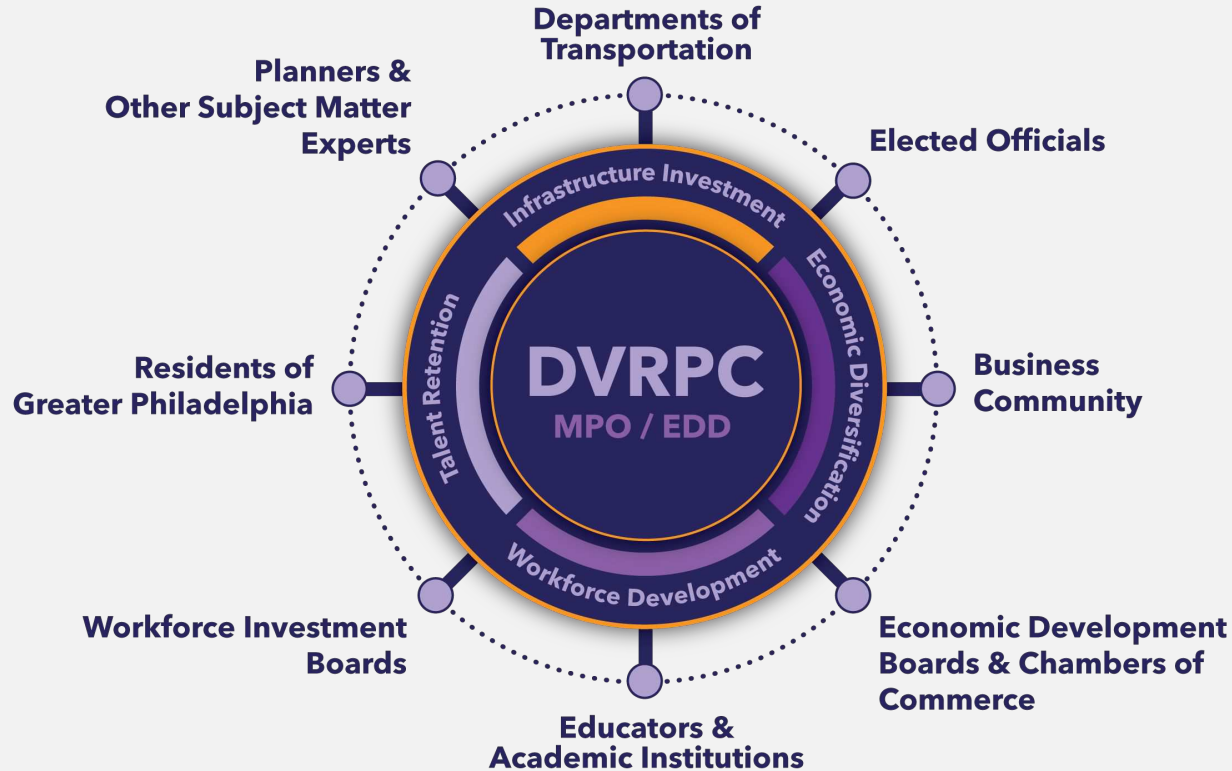 Departments of
Transportation
Planners &
Other Subject Matter
Experts
Elected Officials
Infrastructure Investment
Economic Diversification
Talent Retention
DVRPC
MPO / EDD
Residents of
Greater Philadelphia
Business
Community
Workforce Development
Workforce Investment
Boards
Economic Development
Boards & Chambers of
Commerce
Educators &
Academic Institutions